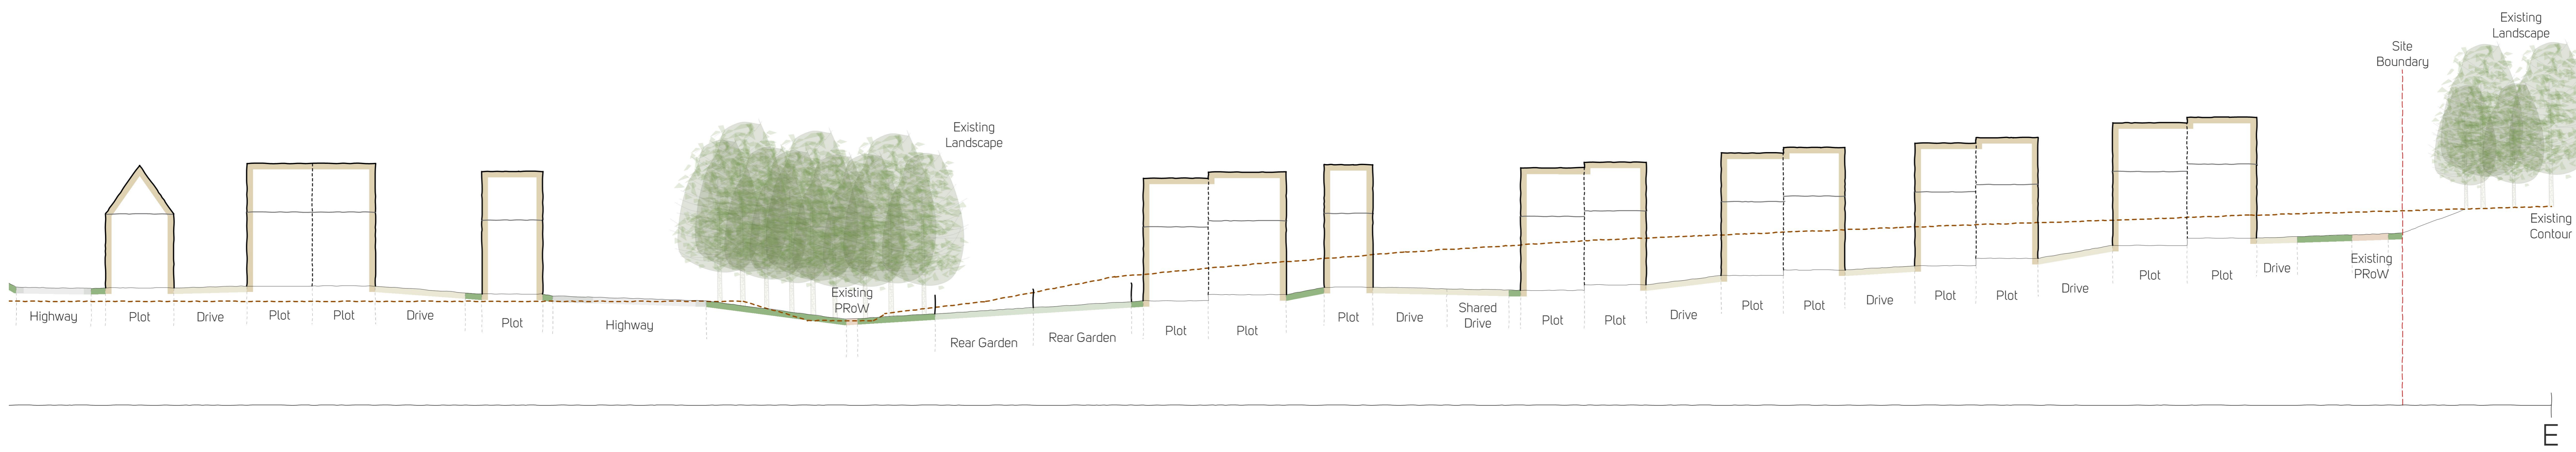 Existing
Landscape
Site
Boundary
Existing
Landscape
Existing
Contour
Existing
PRoW
Existing
PRoW
Highway
Plot
Drive
Plot
Plot
Drive
Plot
Highway
Rear Garden
Rear Garden
Plot
Plot
Plot
Drive
Shared
Drive
Plot
Plot
Drive
Plot
Plot
Drive
Plot
Plot
Drive
Plot
Plot
Drive
E